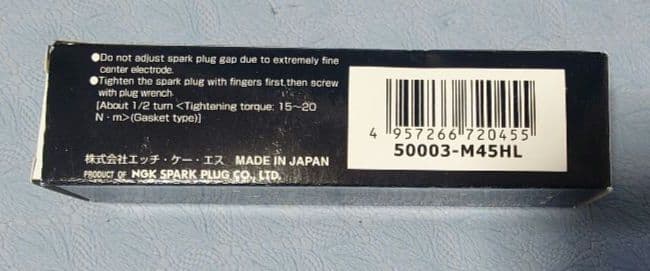 ●Do not adjust spark plug gap due to extremely fine
center electrode.
●Tighten the spark plug with fingers first,then screw
with plug wrench.
[About 1/2 turn <Tightening torque: 15~20
N・m>(Gasket type)]
4 957266 720455
50003-M45HL
株式会社エッチ・ケー・エス MADE IN JAPAN
PRODUCT OF NGK SPARK PLUG CO., LTD.